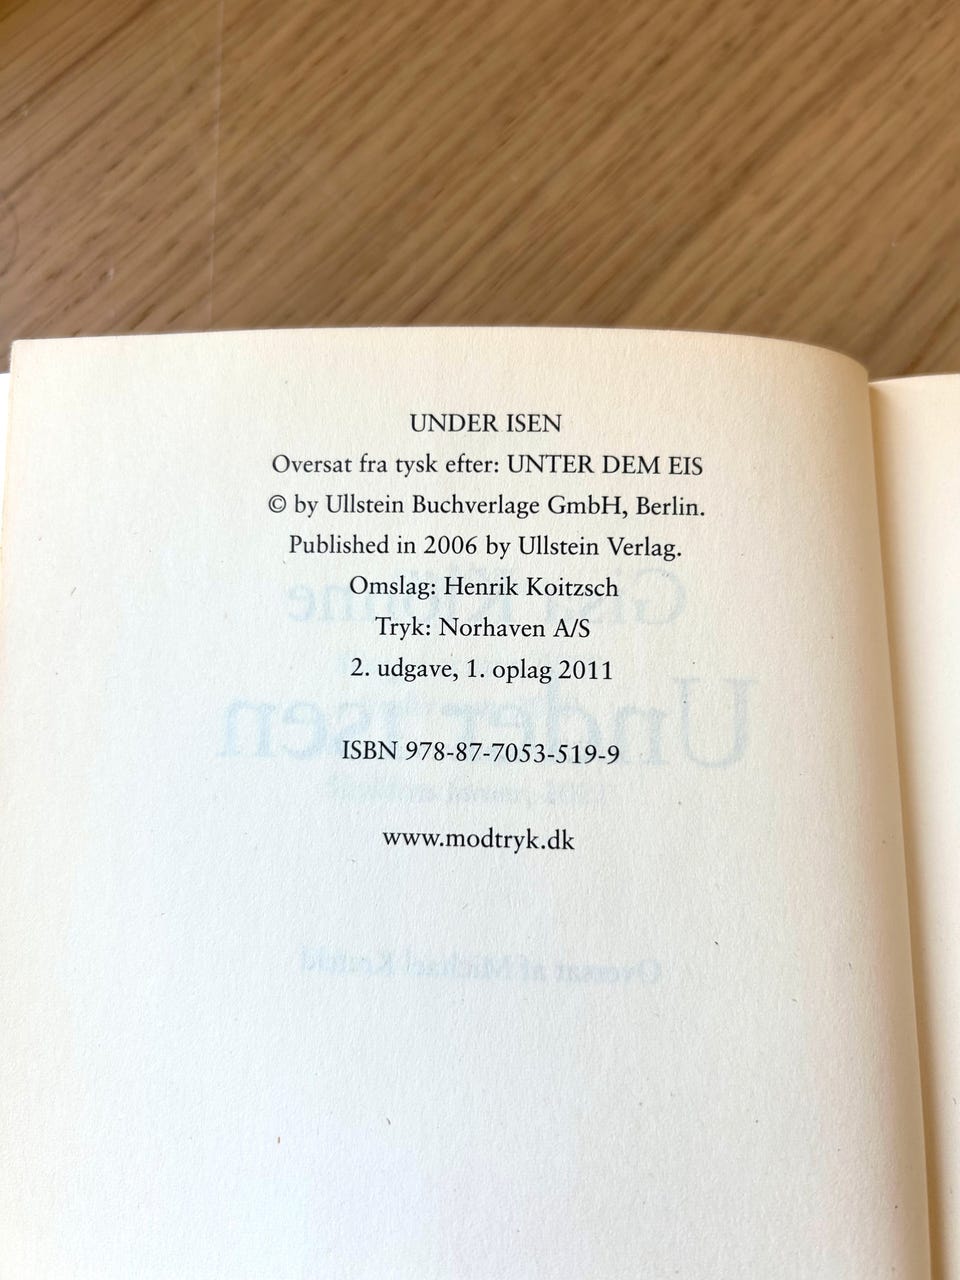 UNDER ISEN
Oversat fra tysk efter: UNTER DEM EIS
© by Ullstein Buchverlage GmbH, Berlin.
Published in 2006 by Ullstein Verlag.
Omslag: Henrik Koitzsch
Tryk: Norhaven A/S
2. udgave, 1. oplag 2011
ISBN 978-87-7053-519-9
www.modtryk.dk